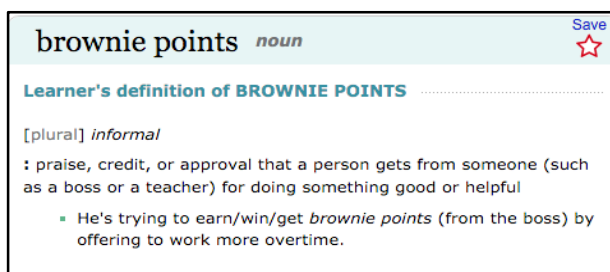 brownie points noun
Save
Learner's definition of BROWNIE POINTS
[plural] informal
: praise, credit, or approval that a person gets from someone (such
as a boss or a teacher) for doing something good or helpful
▪ He's trying to earn/win/get brownie points (from the boss) by
offering to work more overtime.